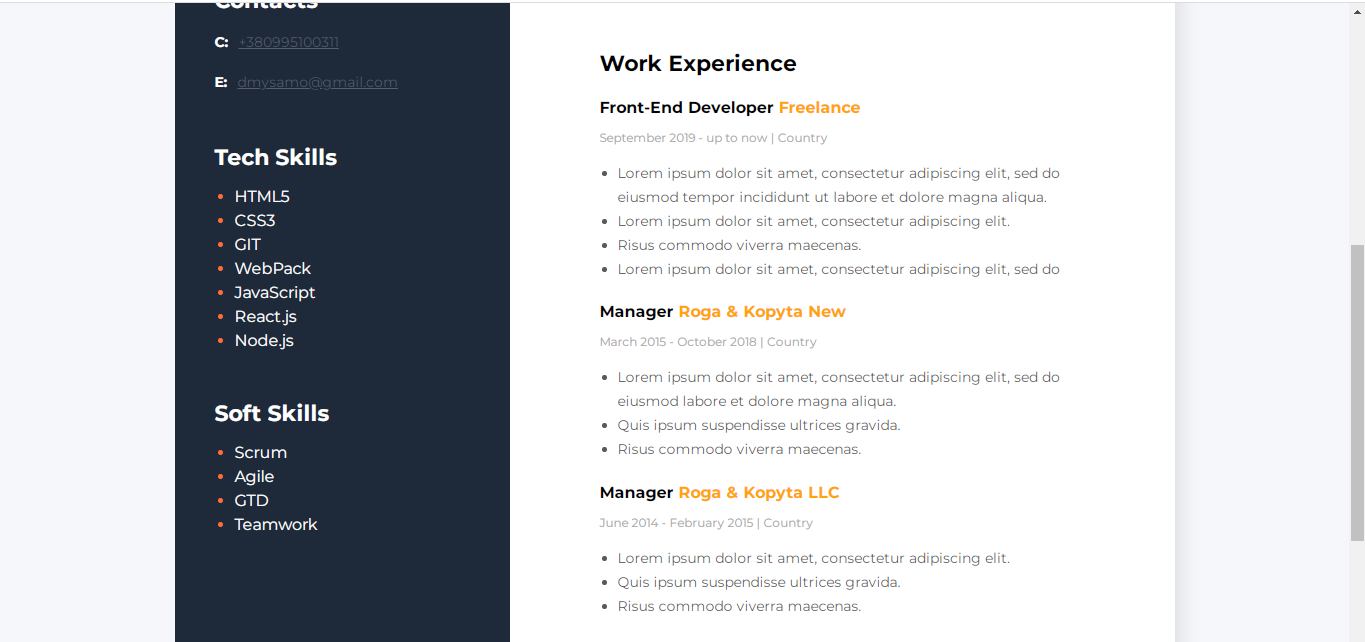 Contacts
C: +380995100311
E: dmysamo@gmail.com
Tech Skills
HTML5
CSS3
GIT
WebPack
JavaScript
React.js
Node.js
Soft Skills
Scrum
Agile
GTD
Teamwork
Work Experience
Front-End Developer Freelance
September 2019 - up to now | Country
Lorem ipsum dolor sit amet, consectetur adipiscing elit, sed do
eiusmod tempor incididunt ut labore et dolore magna aliqua.
Lorem ipsum dolor sit amet, consectetur adipiscing elit.
Risus commodo viverra maecenas.
Lorem ipsum dolor sit amet, consectetur adipiscing elit, sed do
Manager Roga & Kopyta New
March 2015 - October 2018 | Country
Lorem ipsum dolor sit amet, consectetur adipiscing elit, sed do
eiusmod labore et dolore magna aliqua.
Quis ipsum suspendisse ultrices gravida.
Risus commodo viverra maecenas.
Manager Roga & Kopyta LLC
June 2014 - February 2015 | Country
Lorem ipsum dolor sit amet, consectetur adipiscing elit.
Quis ipsum suspendisse ultrices gravida.
Risus commodo viverra maecenas.